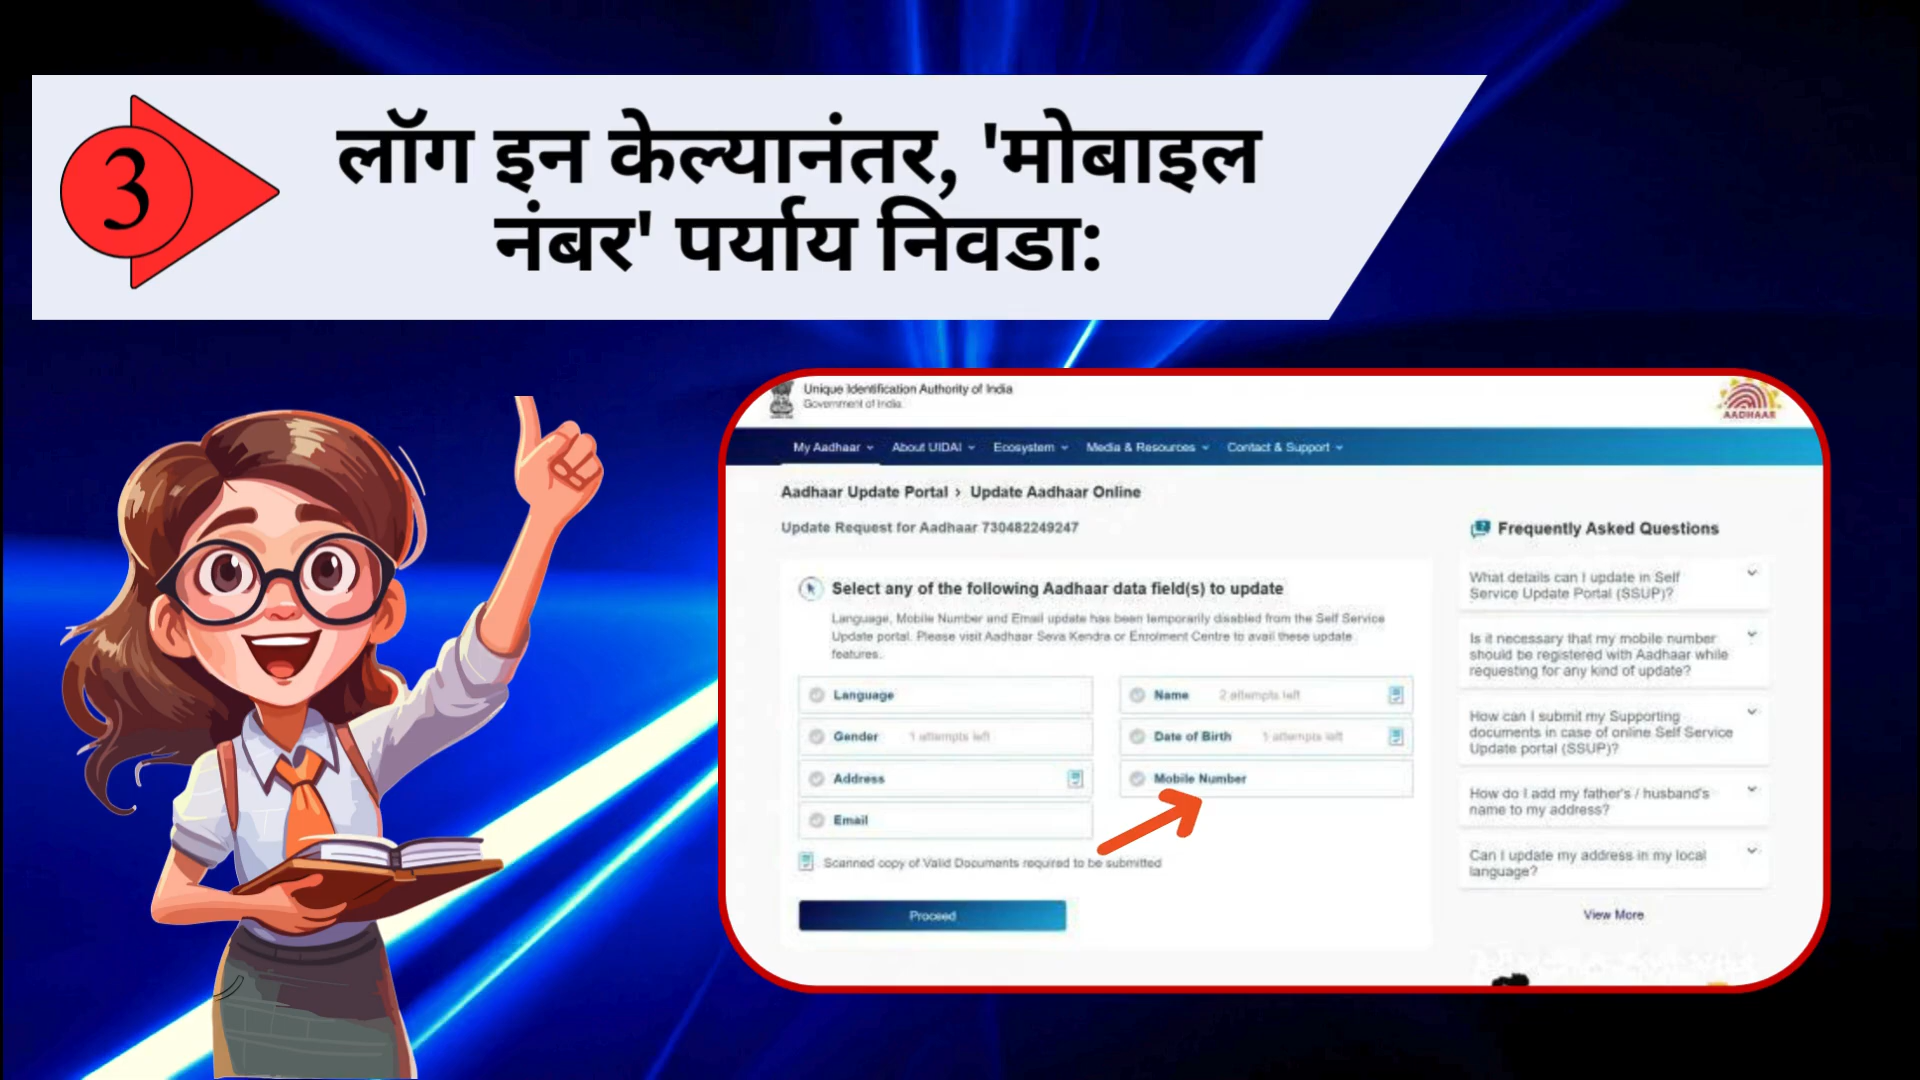 3
लॉग इन केल्यानंतर, 'मोबाइल
नंबर' पर्याय निवडा:
Unique Identification Authority of India
Government of India
AADHAAR
My Aadhaar
About UIDAI
Ecosystem
Media & Resources
Contact & Support
Aadhaar Update Portal › Update Aadhaar Online
Update Request for Aadhaar 730482249247
Select any of the following Aadhaar data field(s) to update
Language, Mobile Number and Email update has been temporarily disabled from the Self Service
Update portal. Please visit Aadhaar Seva Kendra or Enrolment Centre to avail these update
features.
Language
Name 2 attempts left
Gender 1 attempts left
Date of Birth 1 attempts left
Address
Mobile Number
Email
Scanned copy of Valid Documents required to be submitted
Proceed
Frequently Asked Questions
What details can I update in Self
Service Update Portal (SSUP)?
Is it necessary that my mobile number
should be registered with Aadhaar while
requesting for any kind of update?
How can I submit my Supporting
documents in case of online Self Service
Update portal (SSUP)?
How do I add my father's / husband's
name to my address?
Can I update my address in my local
language?
View More